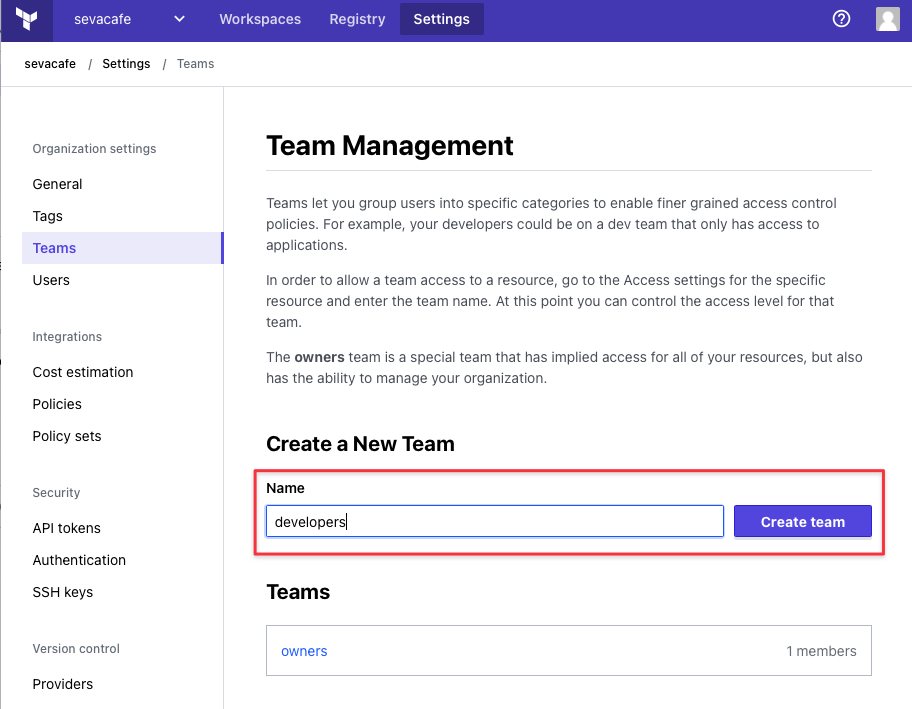 sevacafe
Workspaces
Registry
Settings
sevacafe / Settings / Teams
Organization settings
General
Tags
Teams
Users
Integrations
Cost estimation
Policies
Policy sets
Security
API tokens
Authentication
SSH keys
Version control
Providers
Team Management
Teams let you group users into specific categories to enable finer grained access control
policies. For example, your developers could be on a dev team that only has access to
applications.
In order to allow a team access to a resource, go to the Access settings for the specific
resource and enter the team name. At this point you can control the access level for that
team.
The owners team is a special team that has implied access for all of your resources, but also
has the ability to manage your organization.
Create a New Team
Name
developers
Create team
Teams
owners
1 members